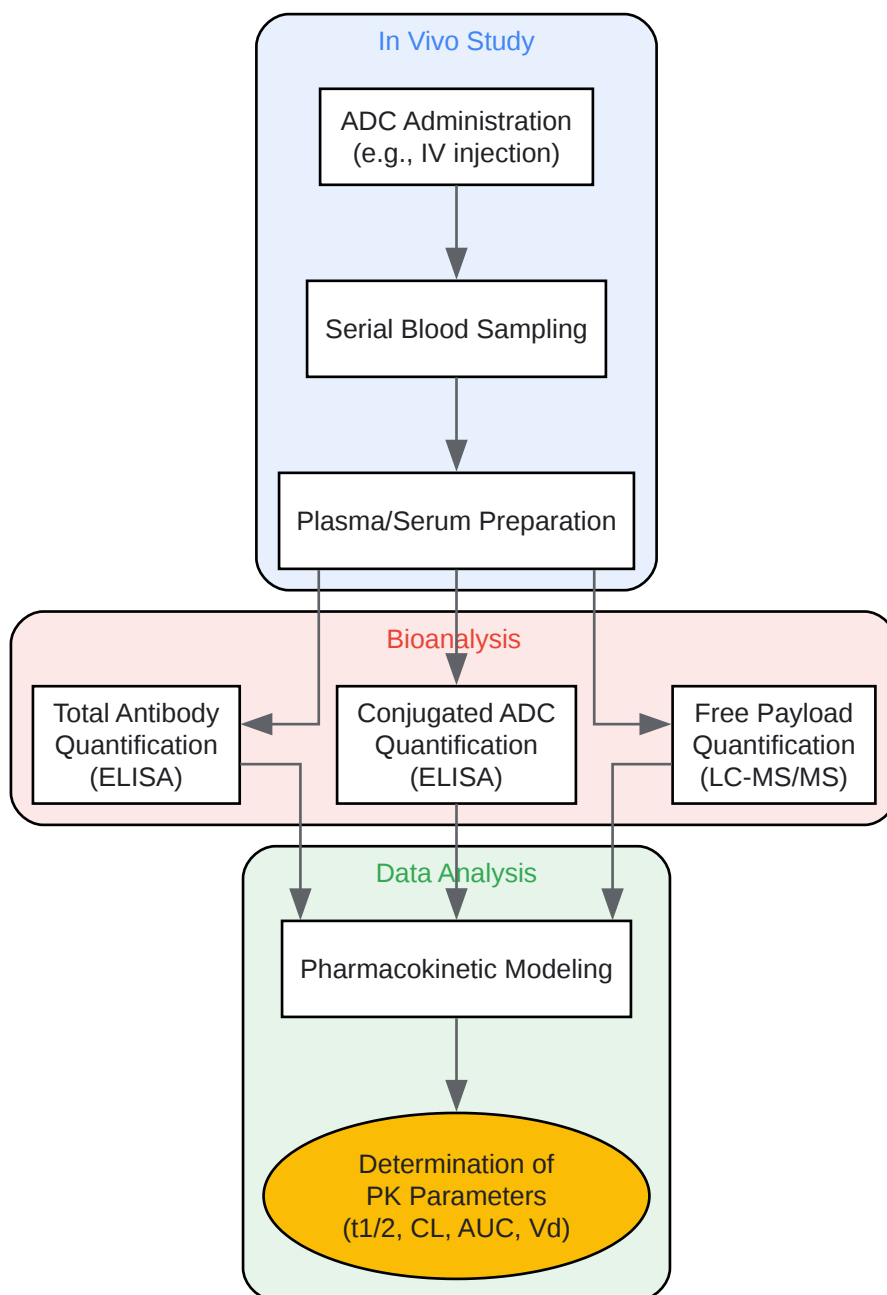 In Vivo Study
ADC Administration
(e.g., IV injection)
Serial Blood Sampling
Plasma/Serum Preparation
Bioanalysis
Total Antibody
Quantification
(ELISA)
Conjugated ADC
Quantification
(ELISA)
Free Payload
Quantification
(LC-MS/MS)
Data Analysis
Pharmacokinetic Modeling
Determination of
PK Parameters
(t1/2, CL, AUC, Vd)